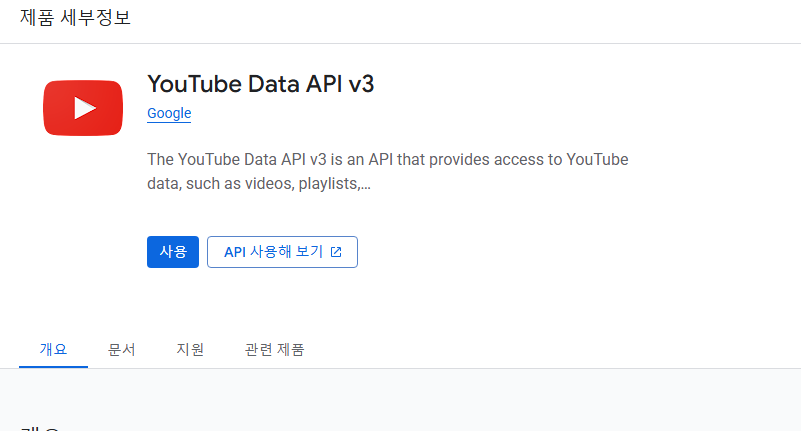 제품 세부정보
YouTube Data API v3
Google
The YouTube Data API v3 is an API that provides access to YouTube
data, such as videos, playlists,…
사용
API 사용해 보기
개요
문서
지원
관련 제품
개요